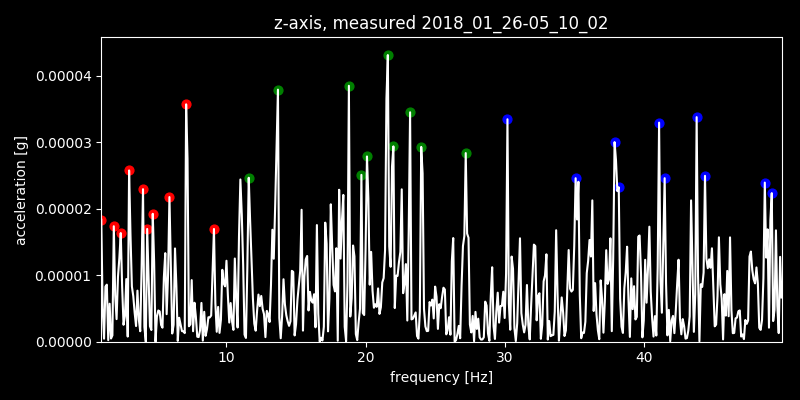 z-axis, measured 2018_01_26-05_10_02
0.00004
0.00003
0.00002
0.00001
0.00000
acceleration [g]
10 20 30 40
frequency [Hz]